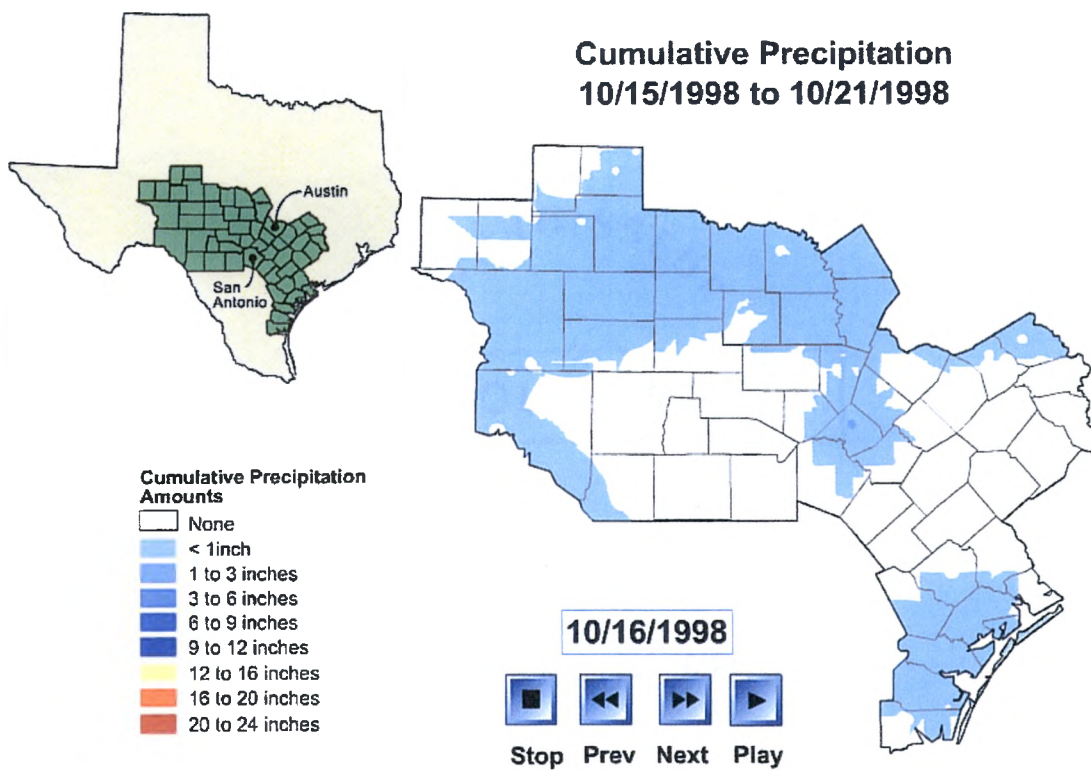 Cumulative Precipitation
10/15/1998 to 10/21/1998
Austin
San
Antonio
Cumulative Precipitation
Amounts
None
< 1inch
1 to 3 inches
3 to 6 inches
6 to 9 inches
9 to 12 inches
12 to 16 inches
16 to 20 inches
20 to 24 inches
10/16/1998
Stop Prev Next Play